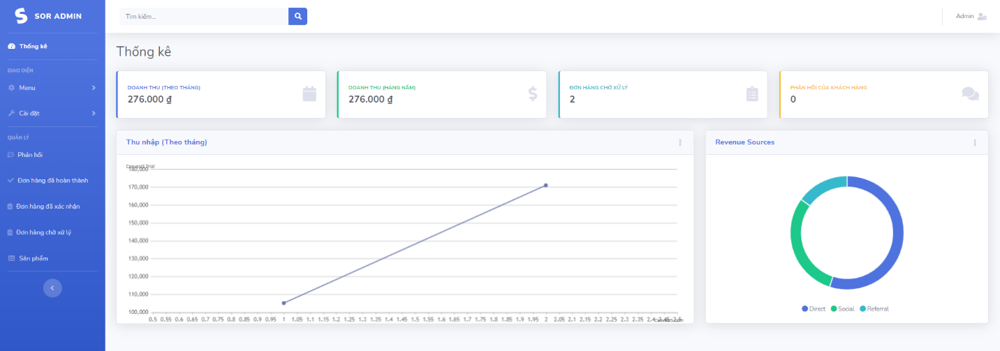 SOR ADMIN
Tìm kiếm...
Admin
Thống kê
GIAO DIỆN
Menu
Cài đặt
QUẢN LÝ
Phản hồi
Đơn hàng đã hoàn thành
Đơn hàng đã xác nhận
Đơn hàng chờ xử lý
Sản phẩm
Thống kê
DOANH THU (THEO THÁNG)
276.000 ₫
DOANH THU (HÀNG NĂM)
276.000 ₫
ĐƠN HÀNG CHỜ XỬ LÝ
2
PHẢN HỒI CỦA KHÁCH HÀNG
0
Thu nhập (Theo tháng)
CanvasJS Trial
180,000
170,000
160,000
150,000
140,000
130,000
120,000
110,000
100,000
0.5 0.55 0.6 0.65 0.7 0.75 0.8 0.85 0.9 0.95 1 1.05 1.1 1.15 1.2 1.25 1.3 1.35 1.4 1.45 1.5 1.55 1.6 1.65 1.7 1.75 1.8 1.85 1.9 1.95 2 2.05 2.1 2.15 2.2 2.25 2.3 2.35 2.4 2.45 2.5
CanvasJS.com
Revenue Sources
Direct Social Referral